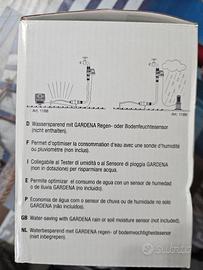 Art. 1188
Art. 1189
D Wassersparend mit GARDENA Regen- oder Bodenfeuchtesensor
(nicht enthalten).
F Permet d'optimiser la consommation d'eau avec une sonde d'humidité
ou pluviomètre (non inclus).
I Collegabile al Tester di umidità o al Sensore di pioggia GARDENA
(non in dotazione) per risparmiare acqua.
E Permite optimizar el consumo de agua con un sensor de humedad
o de lluvia GARDENA (no incluido).
P Economia de água com o sensor de chuva ou de humidade do solo
GARDENA (não incluído).
GB Water-saving with GARDENA rain or soil moisture sensor (not included).
NL Waterbesparend met GARDENA regen- of bodemvochtigheidssensor
(niet inbegrepen).
subito